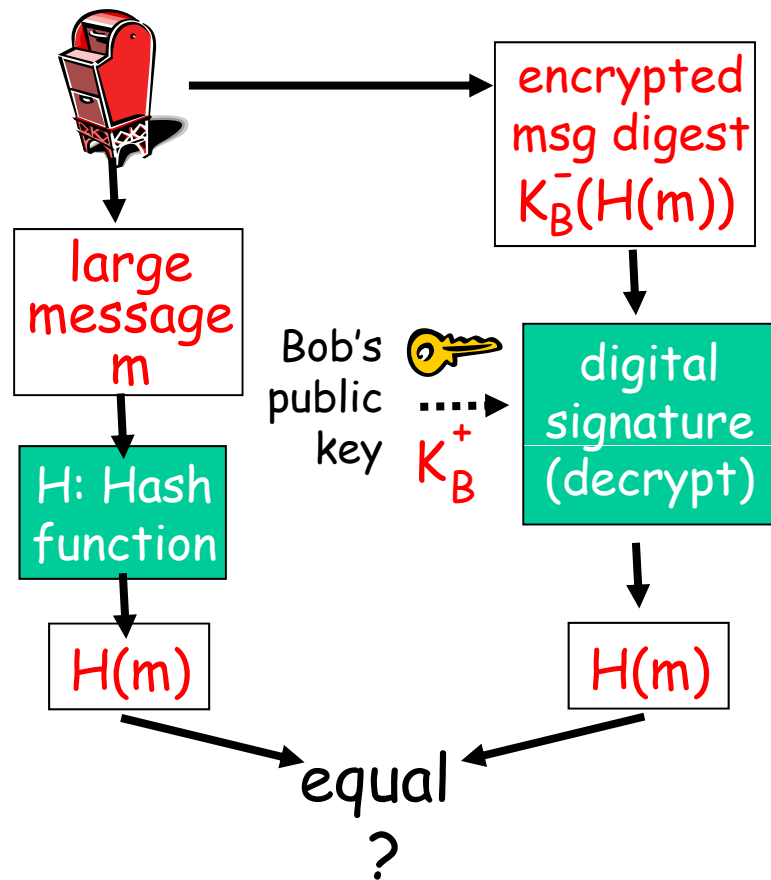 encrypted
msg digest
K_B^-(H(m))
large
message
m
Bob's
public
key
K_B^+
digital
signature
(decrypt)
H: Hash
function
H(m)
H(m)
equal
?